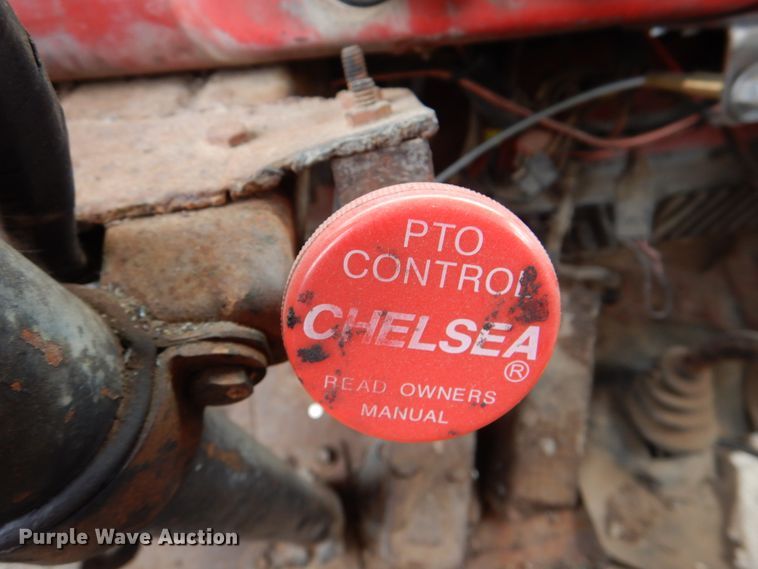 PTO
CONTROL
CHELSEA
®
READ OWNERS
MANUAL
Purple Wave Auction